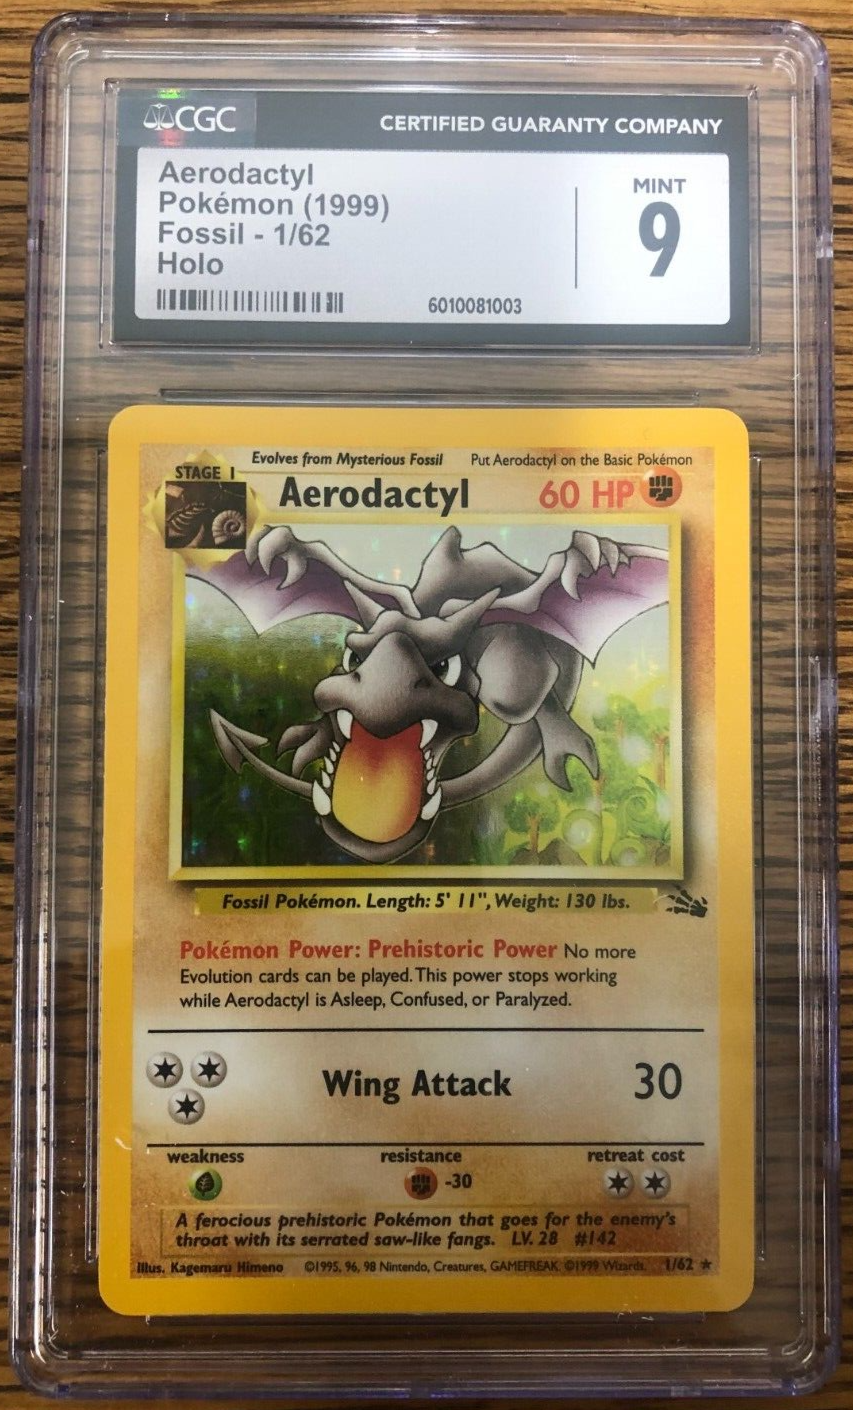 CGC CERTIFIED GUARANTY COMPANY
Aerodactyl
Pokémon (1999)
Fossil - 1/62
Holo
MINT
9
6010081003
Evolves from Mysterious Fossil Put Aerodactyl on the Basic Pokémon
STAGE 1
Aerodactyl 60 HP
Fossil Pokémon. Length: 5' 11", Weight: 130 lbs.
Pokémon Power: Prehistoric Power No more
Evolution cards can be played. This power stops working
while Aerodactyl is Asleep, Confused, or Paralyzed.
Wing Attack 30
weakness resistance retreat cost
-30
A ferocious prehistoric Pokémon that goes for the enemy's
throat with its serrated saw-like fangs. LV. 28 #142
Illus. Kagemaru Himeno ©1995, 96, 98 Nintendo, Creatures, GAMEFREAK. ©1999 Wizards. 1/62 ★